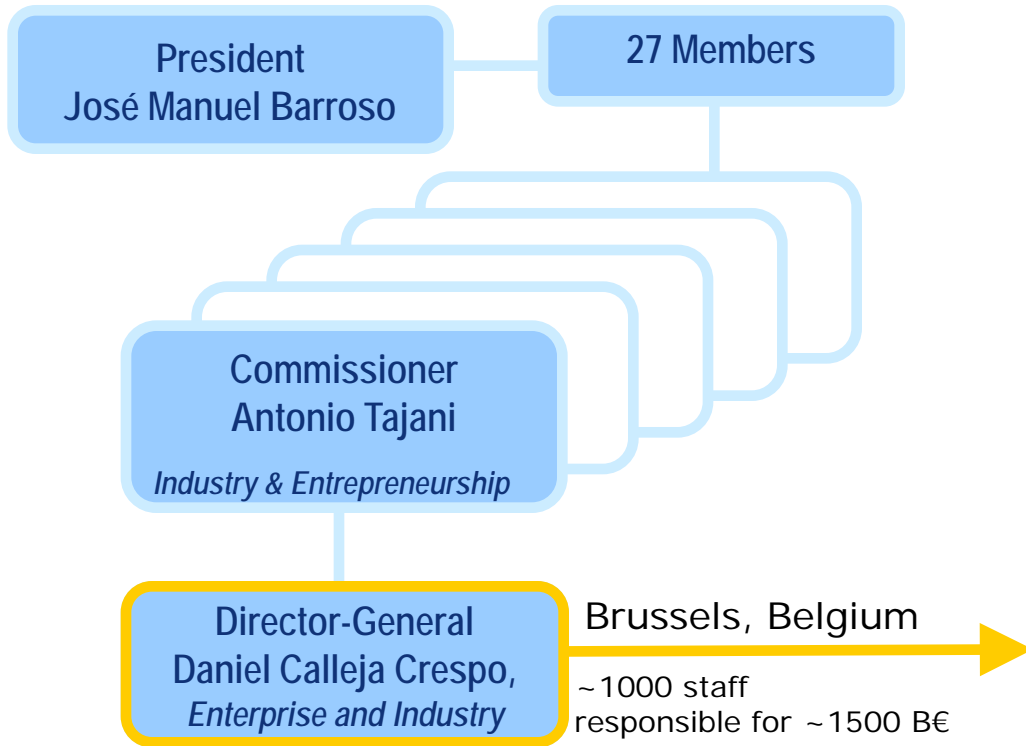 President
José Manuel Barroso
27 Members
Commissioner
Antonio Tajani
Industry & Entrepreneurship
Director-General
Daniel Calleja Crespo,
Enterprise and Industry
Brussels, Belgium
~1000 staff
responsible for ~1500 B€